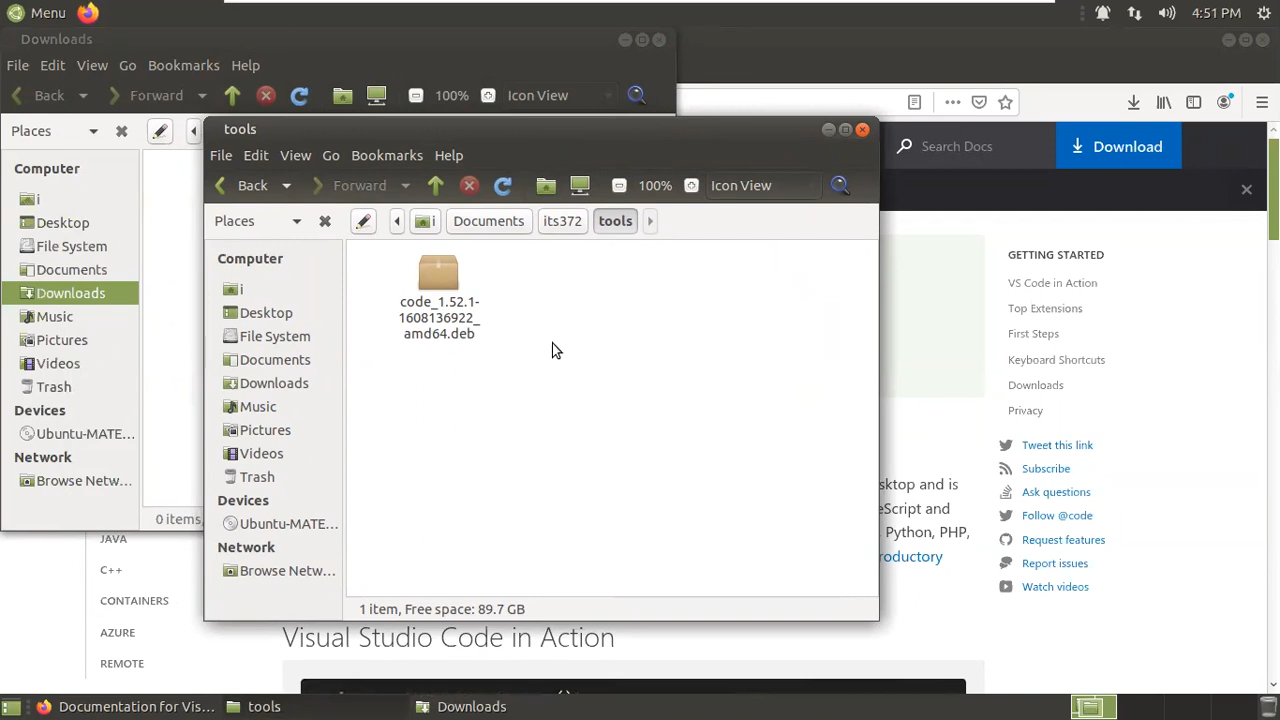 Menu
4:51 PM
Downloads
File Edit View Go Bookmarks Help
Back Forward 100% Icon View
Places
Computer
i
Desktop
File System
Documents
Downloads
Music
Pictures
Videos
Trash
Devices
Ubuntu-MATE...
Network
Browse Netw...
0 items,
tools
File Edit View Go Bookmarks Help
Back Forward 100% Icon View
Places
i Documents its372 tools
Computer
i
Desktop
File System
Documents
Downloads
Music
Pictures
Videos
Trash
Devices
Ubuntu-MATE...
Network
Browse Netw...
code_1.52.1-
1608136922_
amd64.deb
1 item, Free space: 89.7 GB
Search Docs
Download
GETTING STARTED
VS Code in Action
Top Extensions
First Steps
Keyboard Shortcuts
Downloads
Privacy
Tweet this link
Subscribe
Ask questions
Follow @code
Request features
Report issues
Watch videos
sktop and is
eScript and
Python, PHP,
roductory
JAVA
C++
CONTAINERS
AZURE
REMOTE
Visual Studio Code in Action
Documentation for Vis...
tools
Downloads